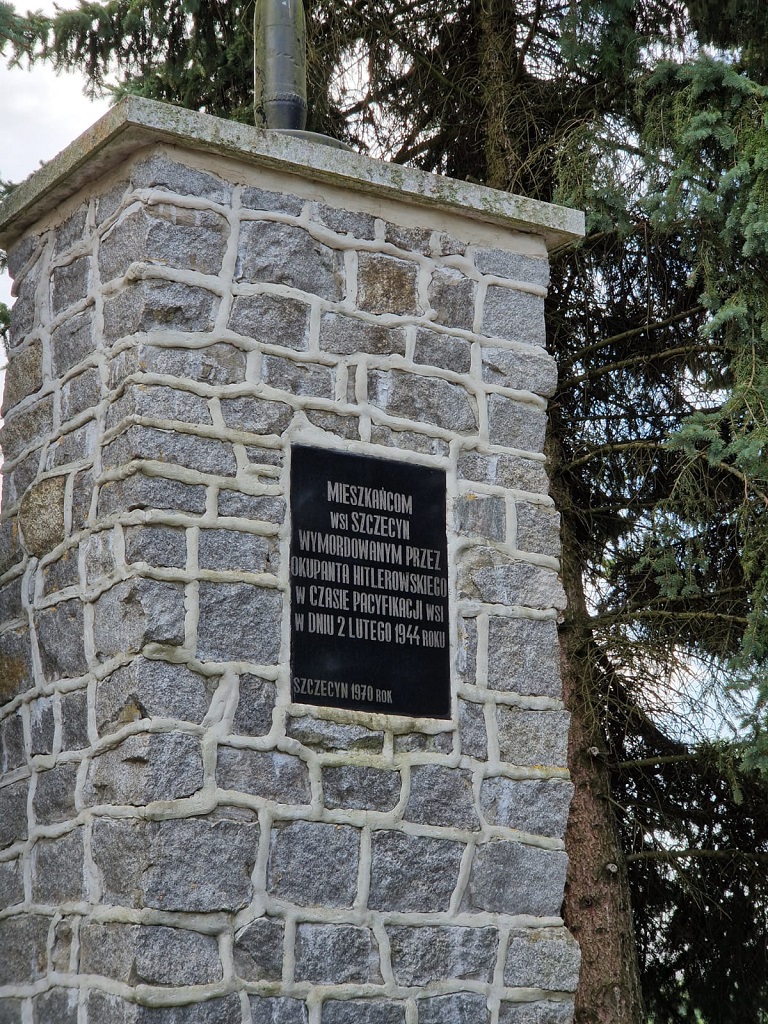 MIESZKAŃCOM
WSI SZCZECYN
WYMORDOWANYM PRZEZ
OKUPANTA HITLEROWSKIEGO
W CZASIE PACYFIKACJI WSI
W DNIU 2 LUTEGO 1944 ROKU
SZCZECYN 1970 ROK